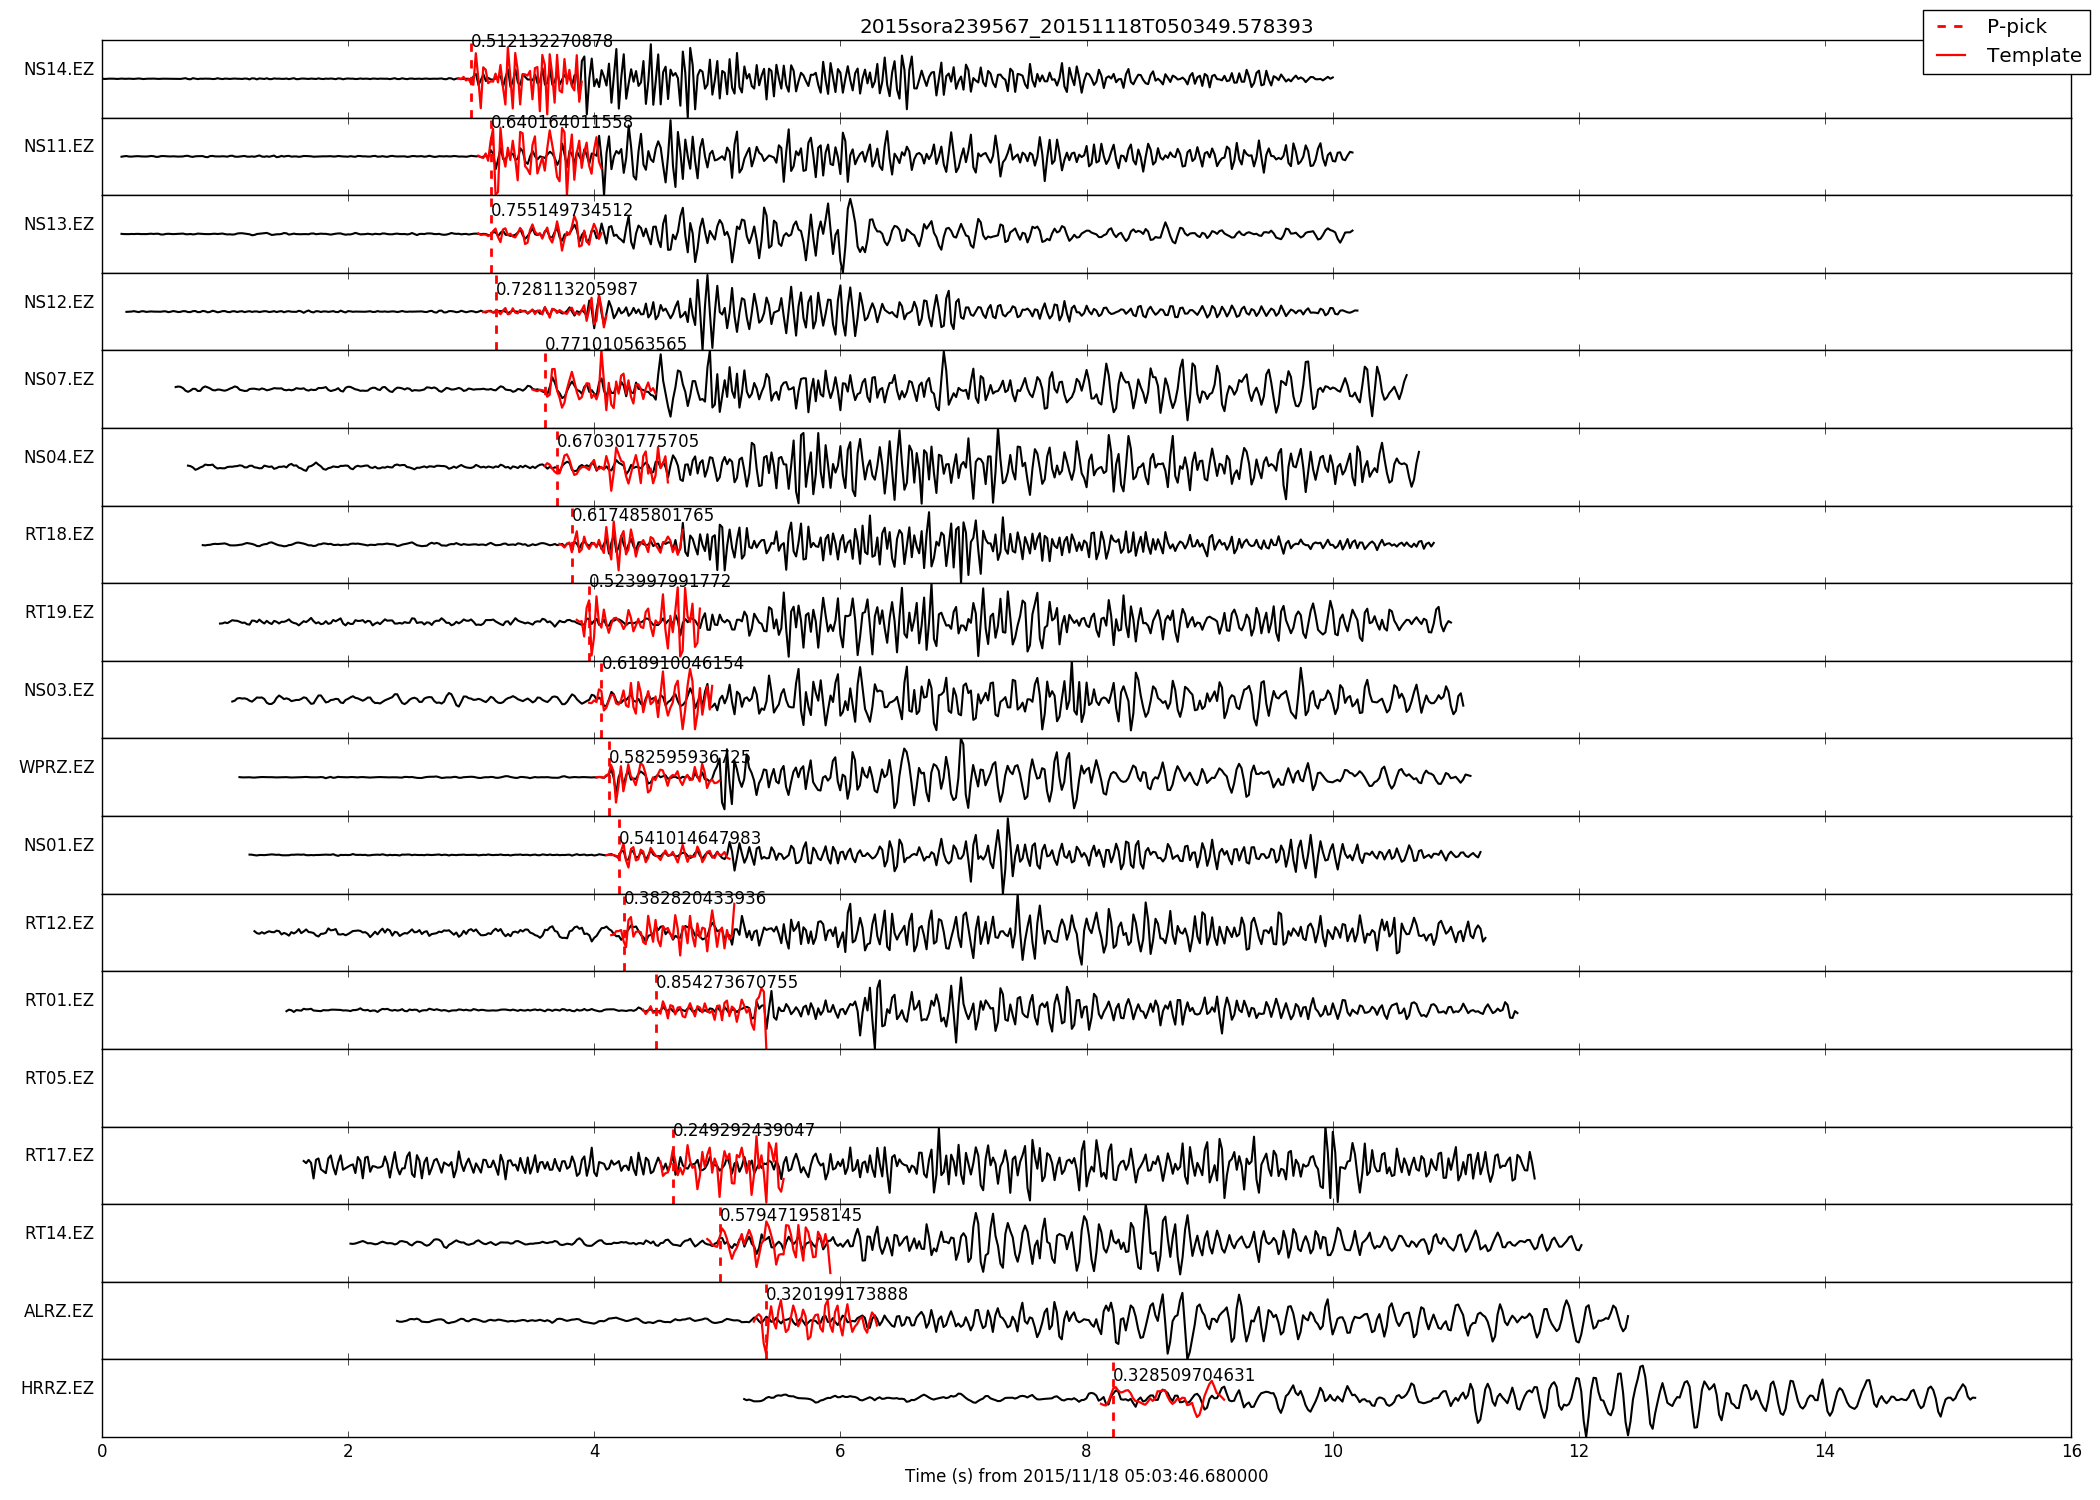 2015sora239567_20151118T050349.578393
P-pick
Template
NS14.EZ
0.512132270878
NS11.EZ
0.640164011558
NS13.EZ
0.755149734512
NS12.EZ
0.728113205987
NS07.EZ
0.771010563565
NS04.EZ
0.670301775705
RT18.EZ
0.617485801765
RT19.EZ
0.523997991772
NS03.EZ
0.618910046154
WPRZ.EZ
0.582595936725
NS01.EZ
0.541014647983
RT12.EZ
0.382820433936
RT01.EZ
0.854273670755
RT05.EZ
RT17.EZ
0.249292439047
RT14.EZ
0.579471958145
ALRZ.EZ
0.320199173888
HRRZ.EZ
0.328509704631
0 2 4 6 8 10 12 14 16
Time (s) from 2015/11/18 05:03:46.680000